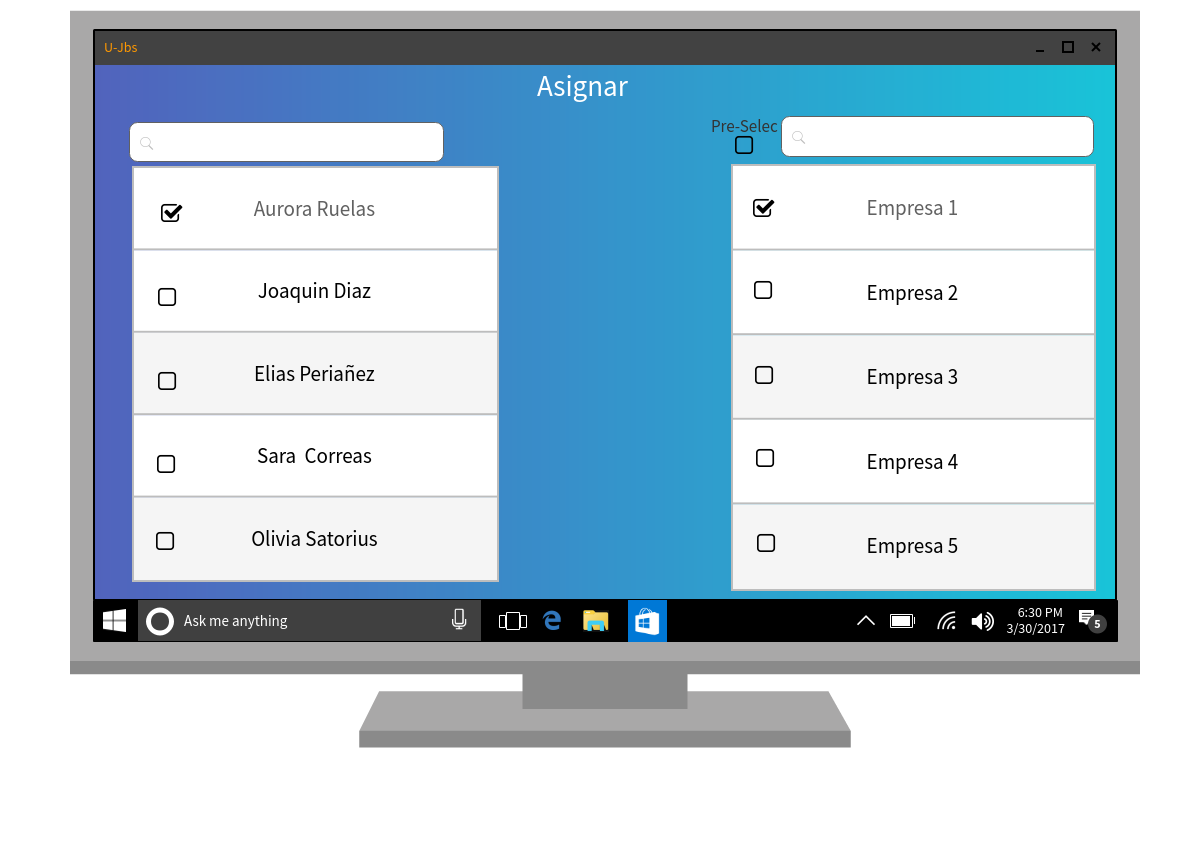 U-Jbs
Asignar
Pre-Selec
Aurora Ruelas
Joaquin Diaz
Elias Periañez
Sara  Correas
Olivia Satorius
Empresa 1
Empresa 2
Empresa 3
Empresa 4
Empresa 5
Ask me anything
6:30 PM
3/30/2017
5